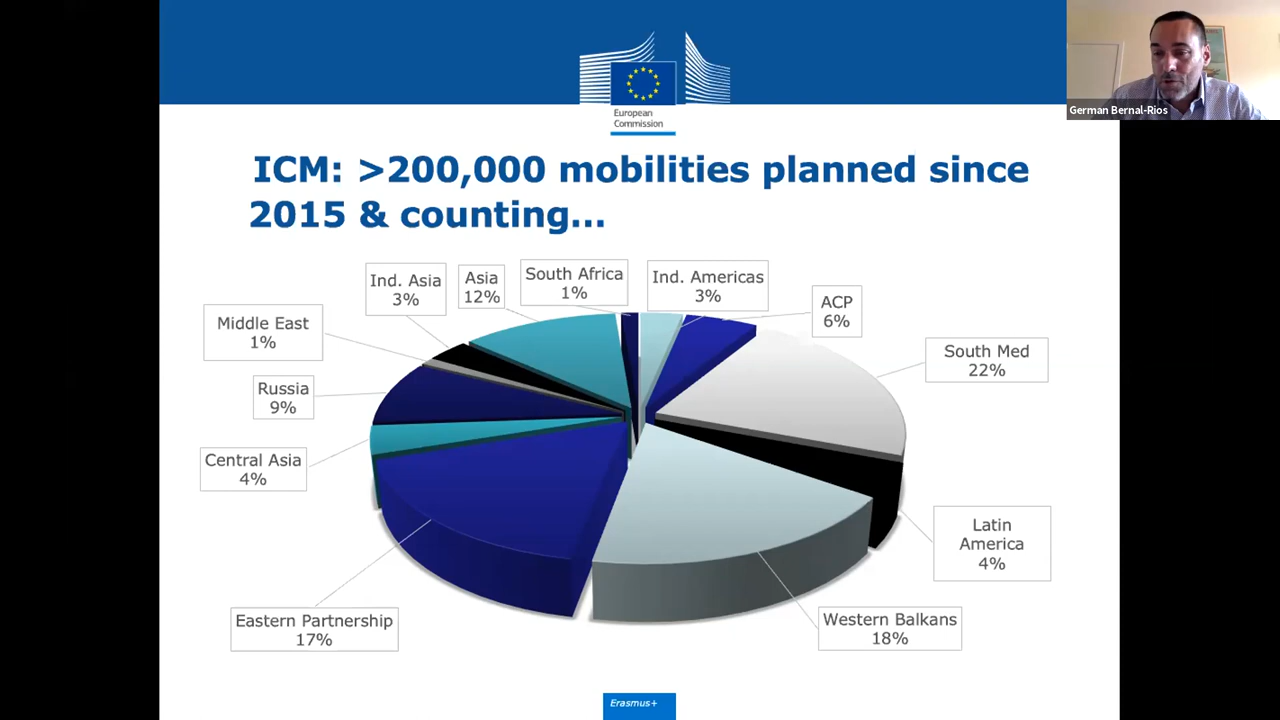 European
Commission
German Bernal-Rios
ICM: >200,000 mobilities planned since
2015 & counting...
Ind. Asia
3%
Asia
12%
South Africa
1%
Ind. Americas
3%
ACP
6%
Middle East
1%
South Med
22%
Russia
9%
Central Asia
4%
Latin
America
4%
Eastern Partnership
17%
Western Balkans
18%
Erasmus+